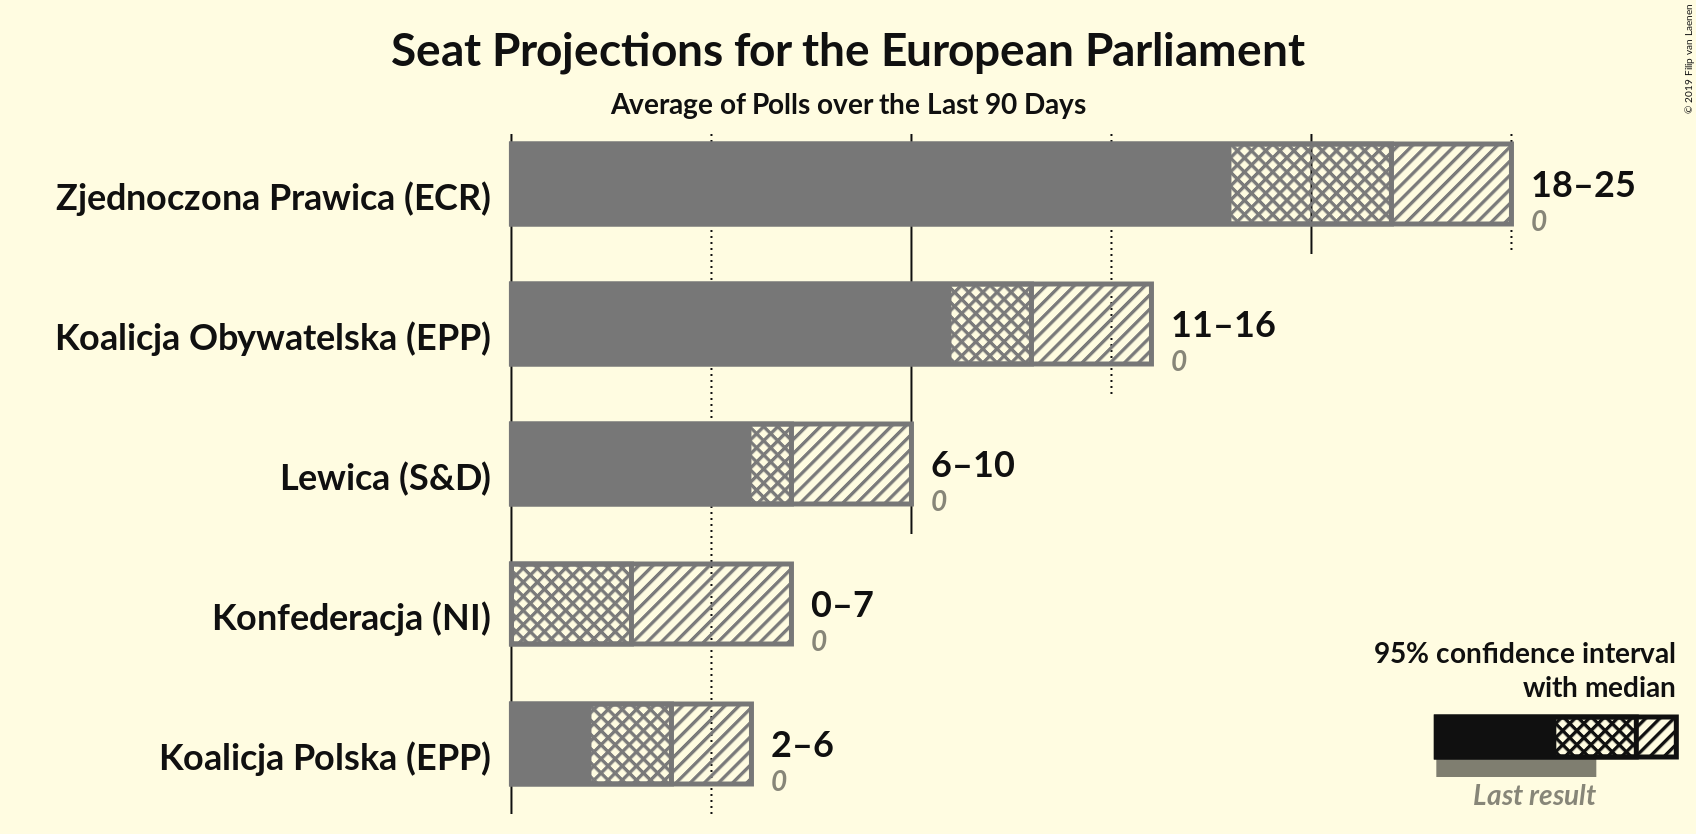 Seat Projections for the European Parliament
Average of Polls over the Last 90 Days
© 2019 Filip van Laenen
Zjednoczona Prawica (ECR)
18–25
0
Koalicja Obywatelska (EPP)
11–16
0
Lewica (S&D)
6–10
0
Konfederacja (NI)
0–7
0
Koalicja Polska (EPP)
2–6
0
95% confidence interval
with median
Last result